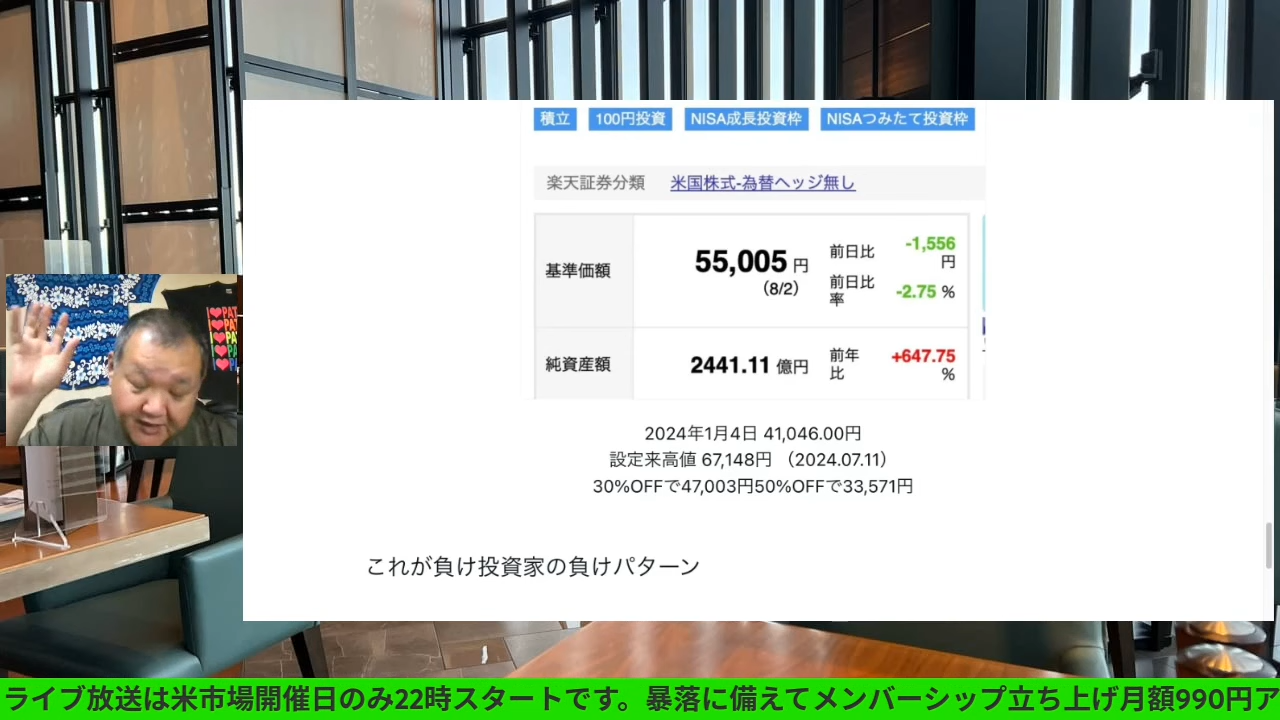 積立 100円投資 NISA成長投資枠 NISAつみたて投資枠
楽天証券分類 米国株式-為替ヘッジ無し
基準価額 55,005 円 (8/2) 前日比 -1,556 円
前日比率 -2.75 %
純資産額 2441.11 億円 前年比 +647.75 %
2024年1月4日 41,046.00円
設定来高値 67,148円 （2024.07.11）
30%OFFで47,003円50%OFFで33,571円
これが負け投資家の負けパターン
ライブ放送は米市場開催日のみ22時スタートです。暴落に備えてメンバーシップ立ち上げ月額990円ア